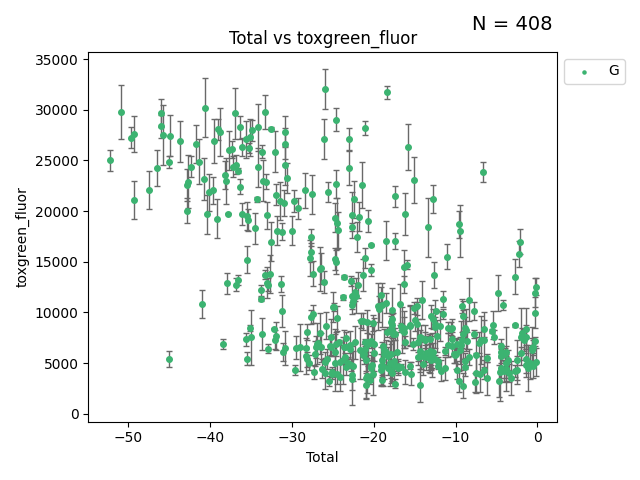 N = 408
Total vs toxgreen_fluor
G
toxgreen_fluor
35000
30000
25000
20000
15000
10000
5000
0
−50 −40 −30 −20 −10 0
Total